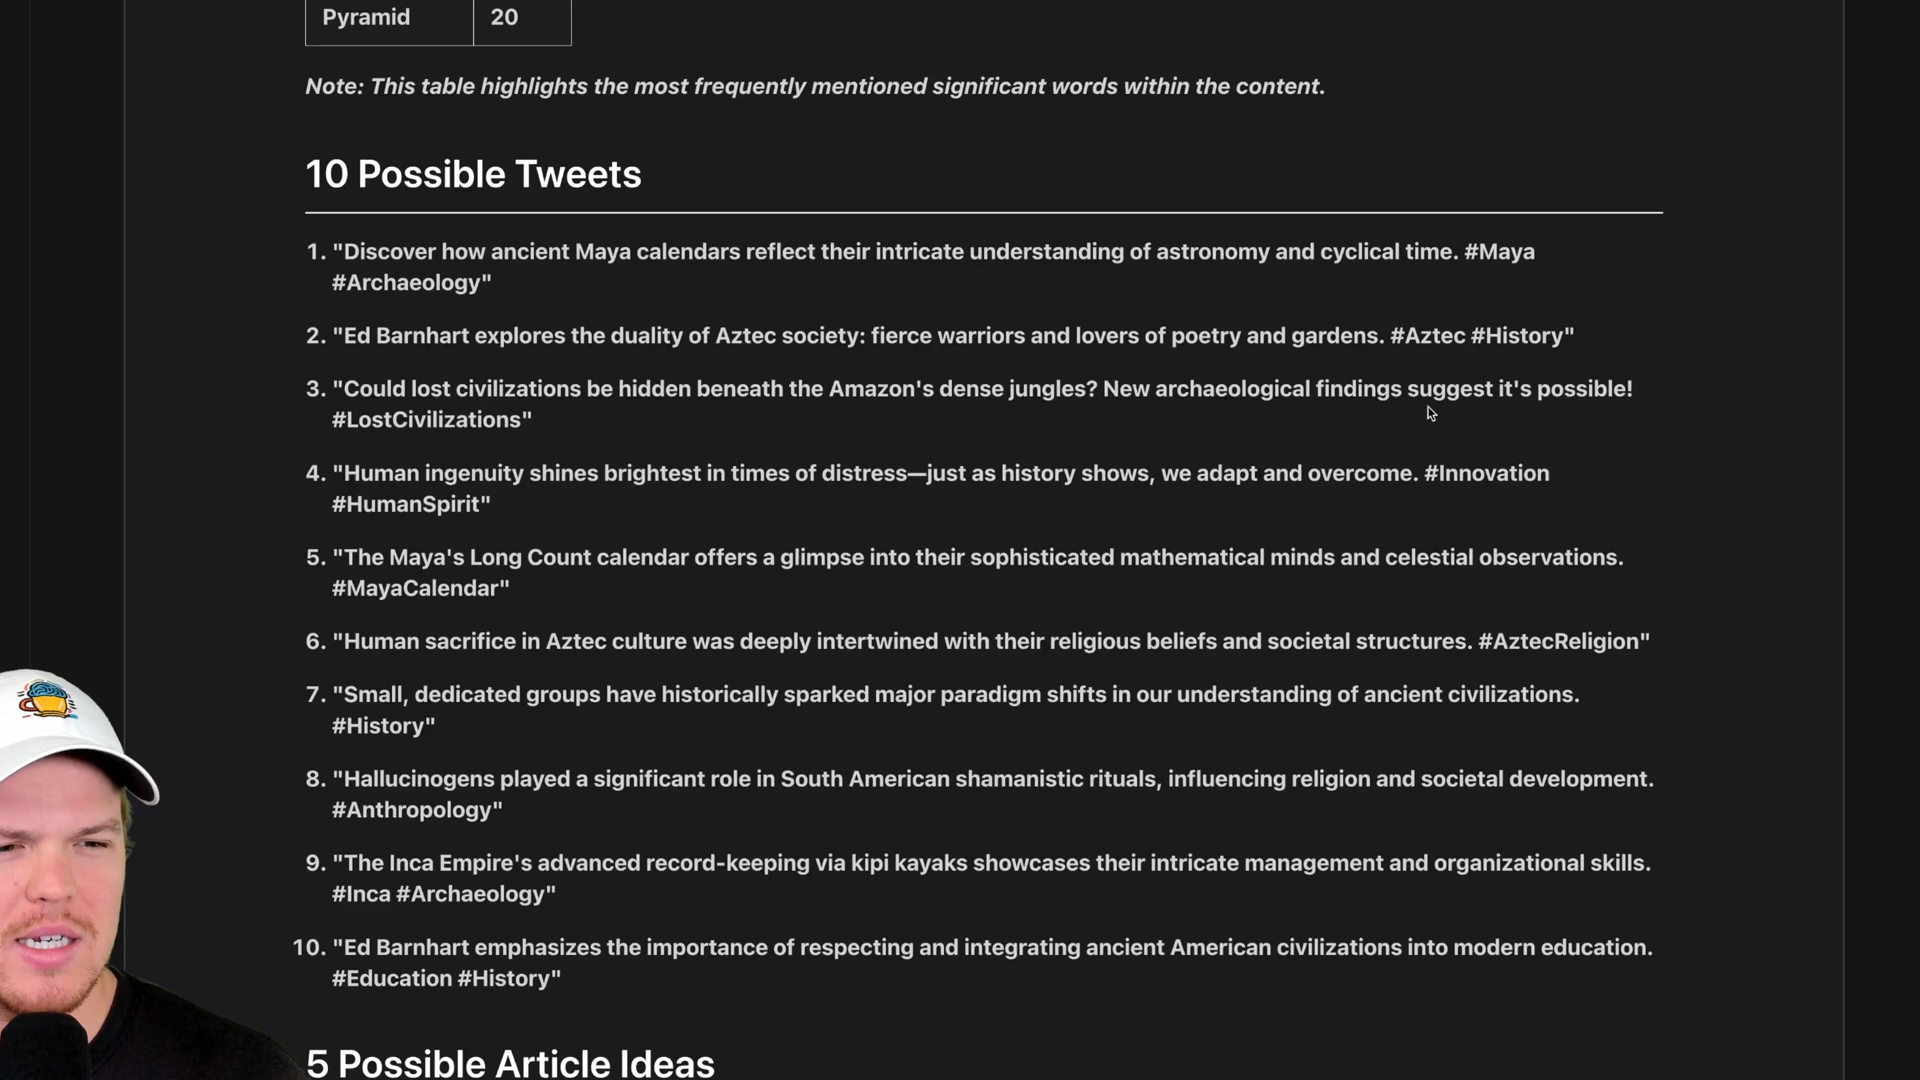 Pyramid 20
Note: This table highlights the most frequently mentioned significant words within the content.
10 Possible Tweets
1. "Discover how ancient Maya calendars reflect their intricate understanding of astronomy and cyclical time. #Maya
#Archaeology"
2. "Ed Barnhart explores the duality of Aztec society: fierce warriors and lovers of poetry and gardens. #Aztec #History"
3. "Could lost civilizations be hidden beneath the Amazon's dense jungles? New archaeological findings suggest it's possible!
#LostCivilizations"
4. "Human ingenuity shines brightest in times of distress—just as history shows, we adapt and overcome. #Innovation
#HumanSpirit"
5. "The Maya's Long Count calendar offers a glimpse into their sophisticated mathematical minds and celestial observations.
#MayaCalendar"
6. "Human sacrifice in Aztec culture was deeply intertwined with their religious beliefs and societal structures. #AztecReligion"
7. "Small, dedicated groups have historically sparked major paradigm shifts in our understanding of ancient civilizations.
#History"
8. "Hallucinogens played a significant role in South American shamanistic rituals, influencing religion and societal development.
#Anthropology"
9. "The Inca Empire's advanced record-keeping via kipi kayaks showcases their intricate management and organizational skills.
#Inca #Archaeology"
10. "Ed Barnhart emphasizes the importance of respecting and integrating ancient American civilizations into modern education.
#Education #History"
5 Possible Article Ideas